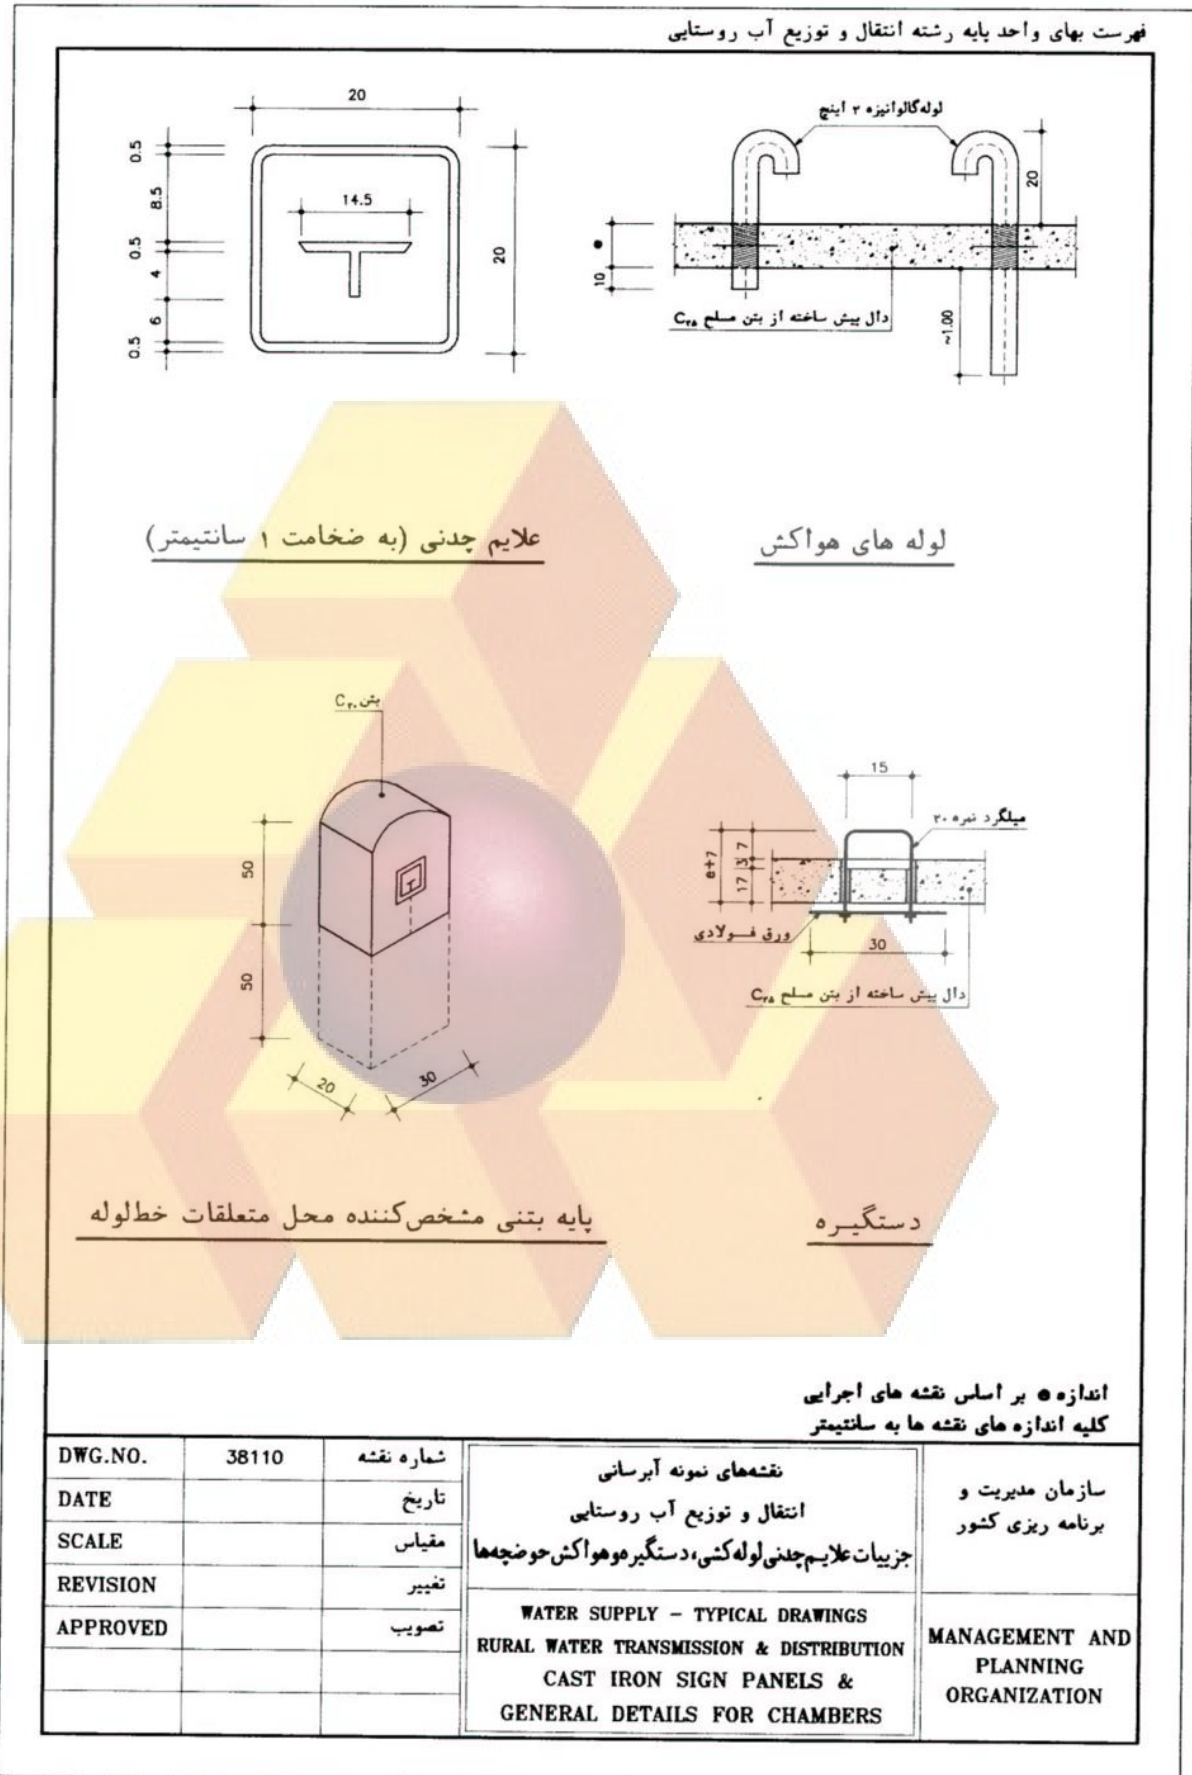 فهرست بهای واحد پایه رشته انتقال و توزیع آب روستایی
20
0.5
8.5
0.5
4
6
0.5
14.5
20
لوله گالوانیزه ۲ اینچ
20
e
10
~1.00
دال پیش ساخته از بتن مسلح C۲۵
علایم چدنی (به ضخامت ۱ سانتیمتر)
لوله های هواکش
بتن C۲۰
50
50
20
30
T
15
میلگرد نمره ۲۰
e+7
7
3
17
ورق فولادی
30
دال پیش ساخته از بتن مسلح C۲۵
پایه بتنی مشخص‌کننده محل متعلقات خط‌لوله
دستگیره
اندازه e بر اساس نقشه های اجرایی
کلیه اندازه های نقشه ها به سانتیمتر
DWG.NO. 38110 شماره نقشه
DATE تاریخ
SCALE مقیاس
REVISION تغییر
APPROVED تصویب
نقشه‌های نمونه آبرسانی
انتقال و توزیع آب روستایی
جزییات علایم چدنی لوله کشی، دستگیره و هواکش حوضچه‌ها
WATER SUPPLY – TYPICAL DRAWINGS
RURAL WATER TRANSMISSION & DISTRIBUTION
CAST IRON SIGN PANELS &
GENERAL DETAILS FOR CHAMBERS
سازمان مدیریت و
برنامه ریزی کشور
MANAGEMENT AND
PLANNING
ORGANIZATION